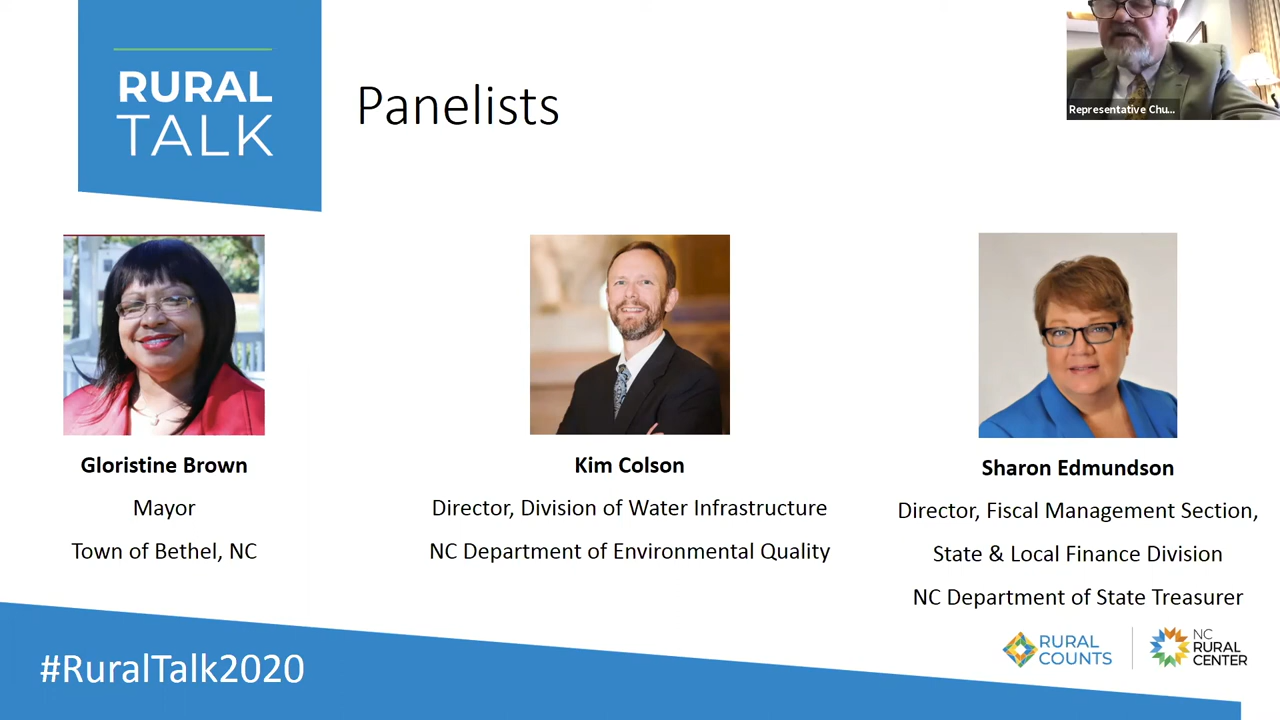 RURAL
TALK
Panelists
Representative Chu...
Gloristine Brown
Mayor
Town of Bethel, NC
Kim Colson
Director, Division of Water Infrastructure
NC Department of Environmental Quality
Sharon Edmundson
Director, Fiscal Management Section,
State & Local Finance Division
NC Department of State Treasurer
#RuralTalk2020
RURAL
COUNTS
NC
RURAL
CENTER